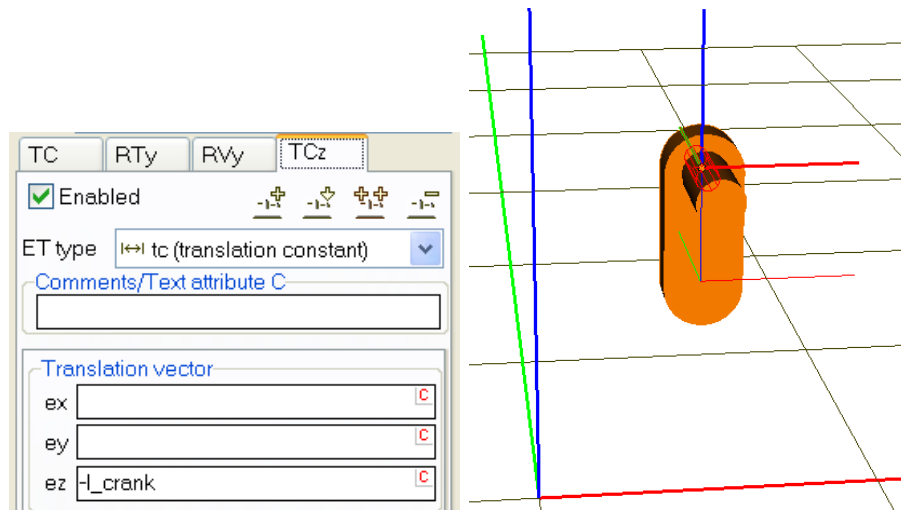 TC RTy RVy TCz
Enabled
ET type tc (translation constant)
Comments/Text attribute C
Translation vector
ex C
ey C
ez -l_crank C